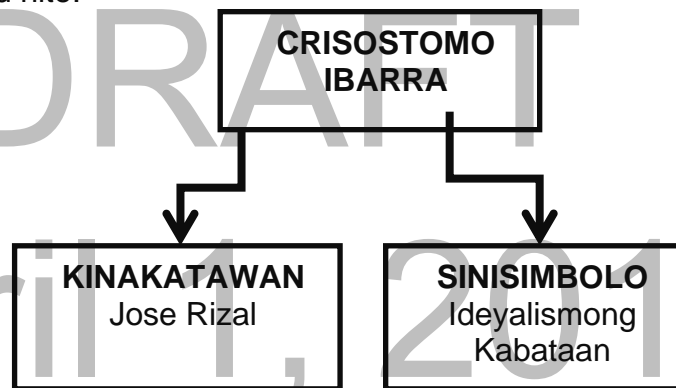 DRAFT
CRISOSTOMO
IBARRA
KINAKATAWAN
Jose Rizal
SINISIMBOLO
Ideyalismong
Kabataan